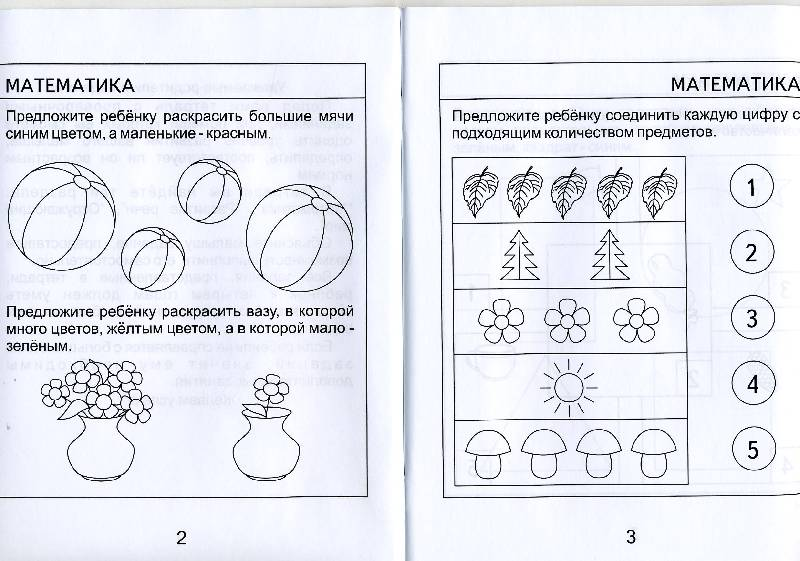 МАТЕМАТИКА
Предложите ребёнку раскрасить большие мячи
синим цветом, а маленькие - красным.
Предложите ребёнку раскрасить вазу, в которой
много цветов, жёлтым цветом, а в которой мало -
зелёным.
2
МАТЕМАТИКА
Предложите ребёнку соединить каждую цифру с
подходящим количеством предметов.
1
2
3
4
5
3